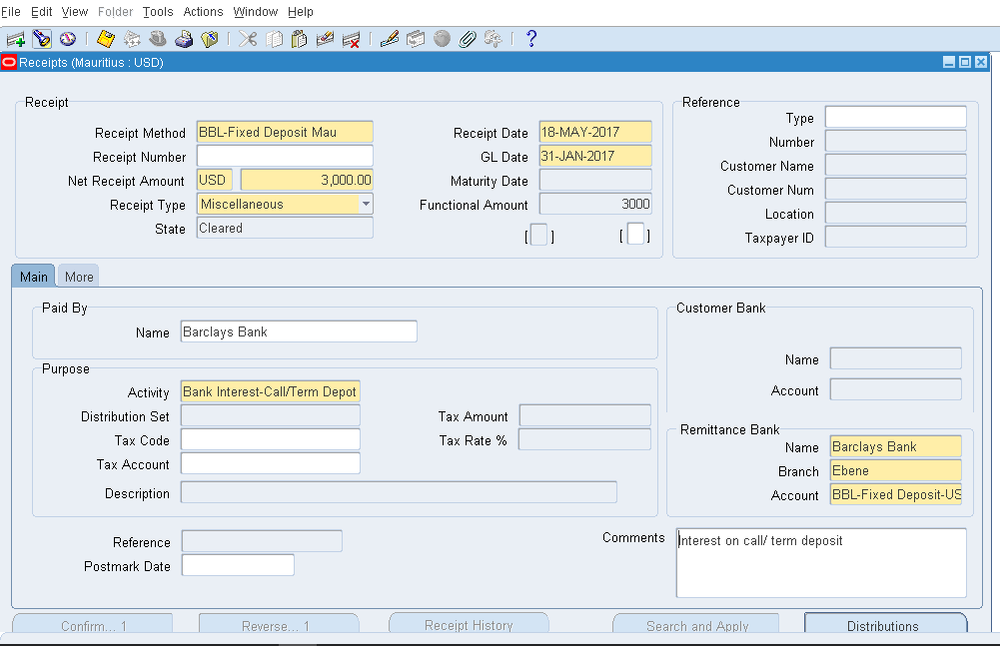 File Edit View Folder Tools Actions Window Help
?
Receipts (Mauritius : USD)
Receipt
Receipt Method BBL-Fixed Deposit Mau
Receipt Number
Net Receipt Amount USD 3,000.00
Receipt Type Miscellaneous
State Cleared
Receipt Date 18-MAY-2017
GL Date 31-JAN-2017
Maturity Date
Functional Amount 3000
[ ] [ ]
Reference
Type
Number
Customer Name
Customer Num
Location
Taxpayer ID
Main More
Paid By
Name Barclays Bank
Purpose
Activity Bank Interest-Call/Term Depot
Distribution Set
Tax Code
Tax Account
Tax Amount
Tax Rate %
Description
Customer Bank
Name
Account
Remittance Bank
Name Barclays Bank
Branch Ebene
Account BBL-Fixed Deposit-US
Reference
Postmark Date
Comments Interest on call/ term deposit
Confirm... 1 Reverse... 1 Receipt History Search and Apply Distributions